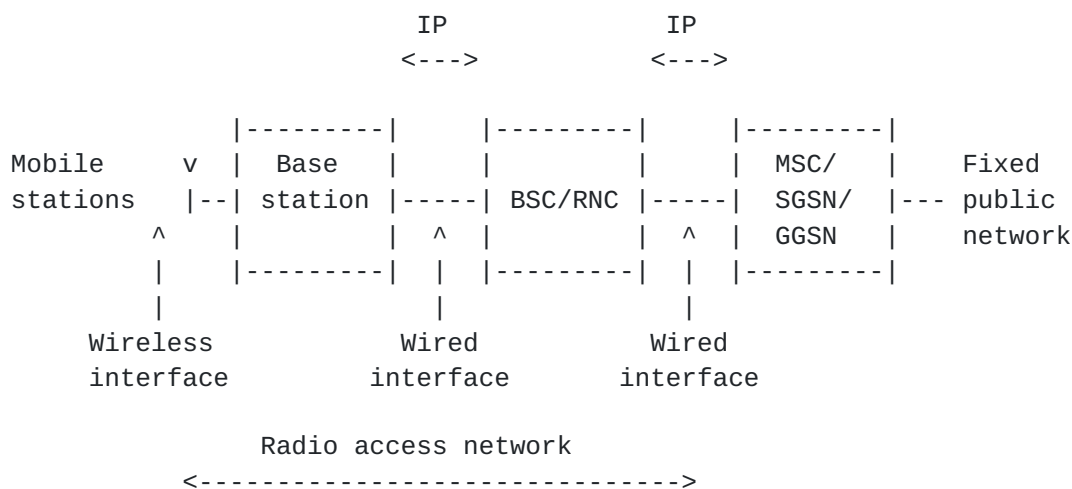 IP IP
<---> <--->
|---------| |---------| |---------|
Mobile v | Base | | | | MSC/ | Fixed
stations |--| station |-----| BSC/RNC |-----| SGSN/ |--- public
^ | | ^ | | ^ | GGSN | network
| |---------| | |---------| | |---------|
| | |
Wireless Wired Wired
interface interface interface
Radio access network
<------------------------------->